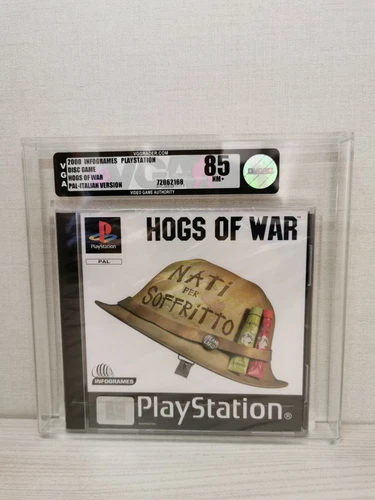 VGGRADER.COM
VGA
2000 INFOGRAMES PLAYSTATION
DISC GAME
HOGS OF WAR
PAL-ITALIAN VERSION 72062168
85
NM+
VIDEO GAME AUTHORITY
PlayStation
PAL
HOGS OF WAR
NATI
PER
SOFFRITTO
INFOGRAMES
PlayStation